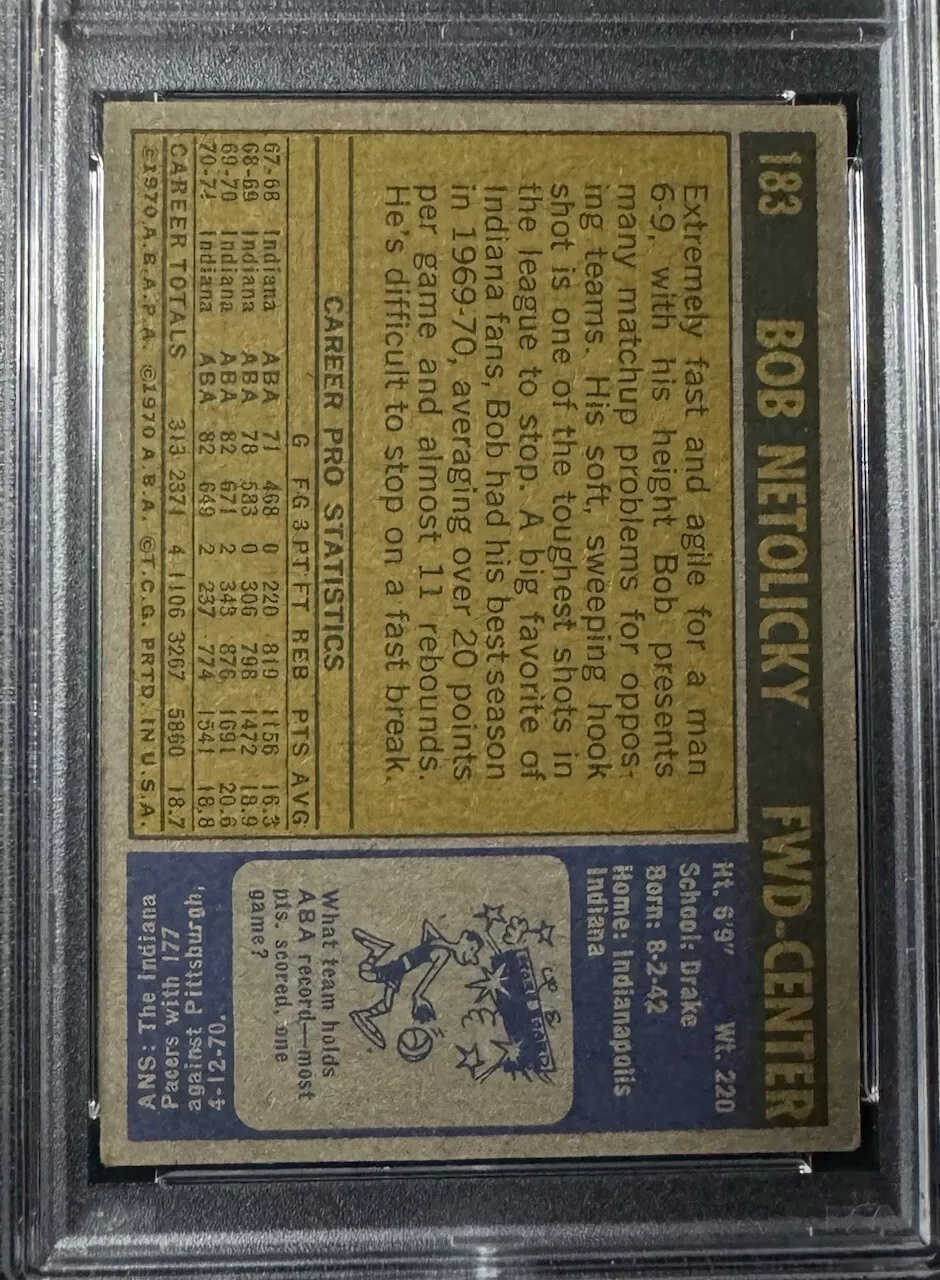 183 BOB NETOLICKY FWD-CENTER
Extremely fast and agile for a man
6-9, with his height Bob presents
many matchup problems for oppos-
ing teams. His soft, sweeping hook
shot is one of the toughest shots in
the league to stop. A big favorite of
Indiana fans, Bob had his best season
in 1969-70, averaging over 20 points
per game and almost 11 rebounds.
He's difficult to stop on a fast break.
CAREER PRO STATISTICS
G FG 3PT FT REB PTS AVG
67-68 Indiana ABA 71 468 0 220 819 1156 16.3
68-69 Indiana ABA 78 583 0 306 798 1472 18.9
69-70 Indiana ABA 82 671 2 343 876 1691 20.6
70-71 Indiana ABA 82 649 2 237 774 1541 18.8
CAREER TOTALS 313 2371 4 1106 3267 5860 18.7
©1970 A.B.A.P.A. ©1970 A.B.A. ©T.C.G. PRTD. IN U.S.A.
Ht. 6'9" Wt. 220
School: Drake
Born: 8-2-42
Home: Indianapolis
Indiana
What team holds
ABA record—most
pts. scored, one
game?
ANS: The Indiana
Pacers with 177
against Pittsburgh,
4-12-70.
PSA